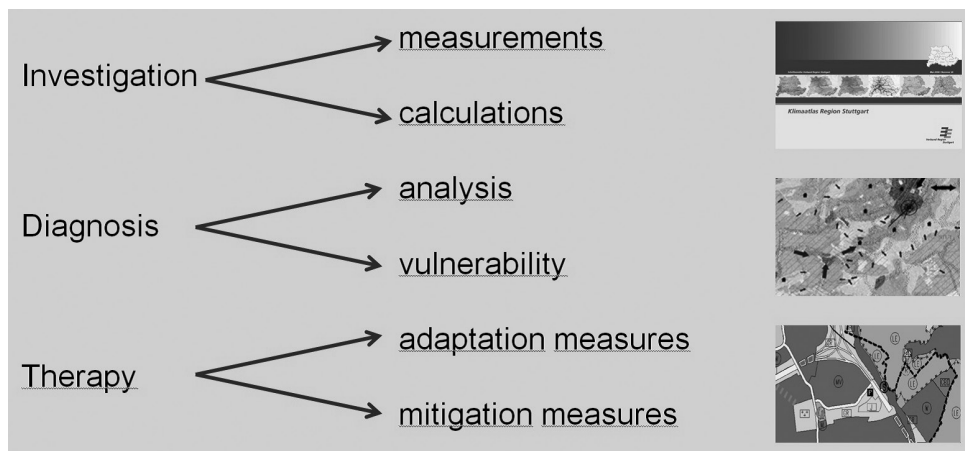 Investigation
measurements
calculations
Klimaatlas Region Stuttgart
Diagnosis
analysis
vulnerability
Therapy
adaptation measures
mitigation measures